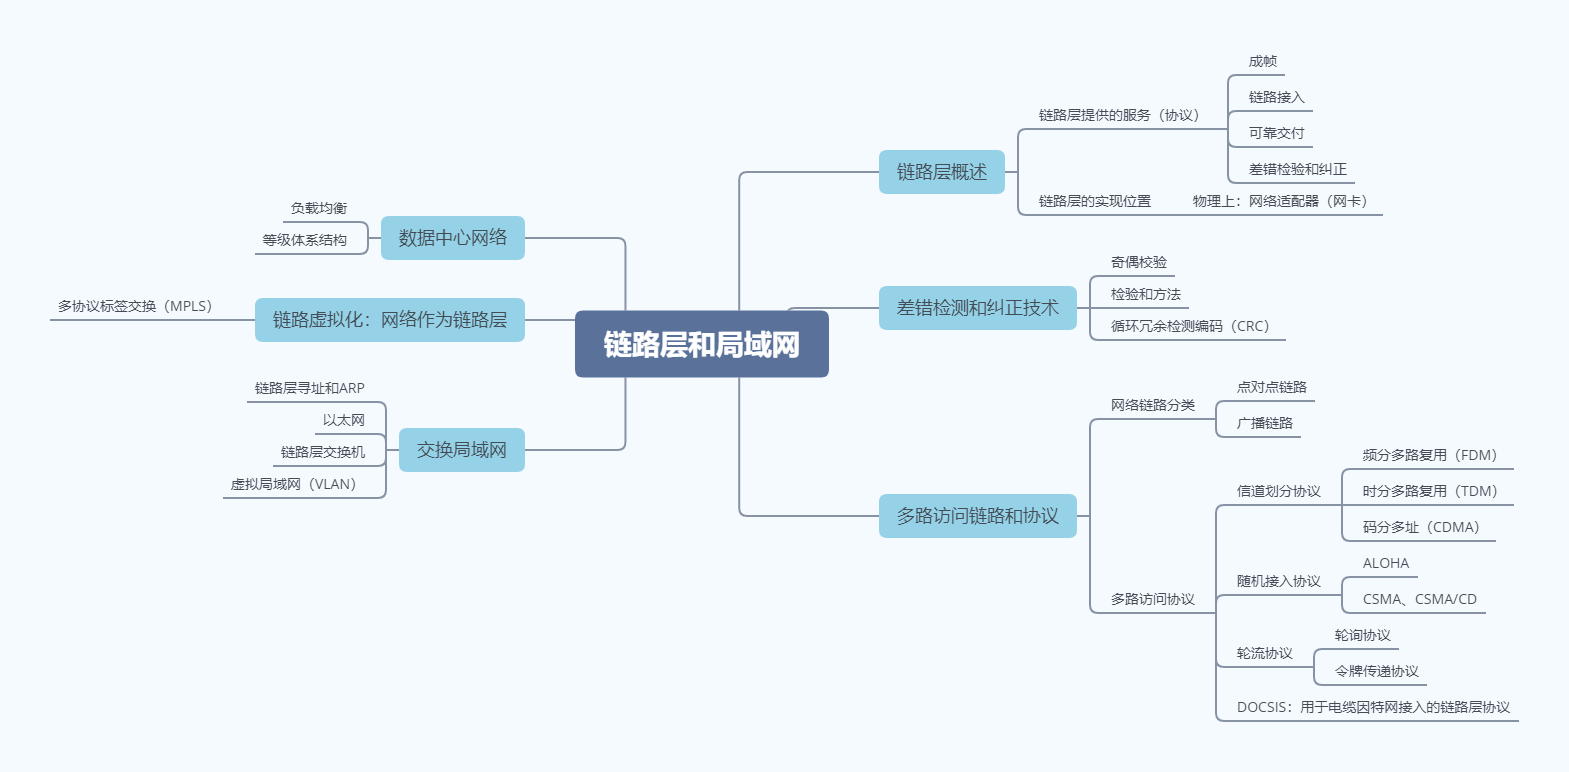 链路层和局域网
链路层概述
链路层提供的服务（协议）
成帧
链路接入
可靠交付
差错检验和纠正
链路层的实现位置
物理上：网络适配器（网卡）
差错检测和纠正技术
奇偶校验
检验和方法
循环冗余检测编码（CRC）
多路访问链路和协议
网络链路分类
点对点链路
广播链路
多路访问协议
信道划分协议
频分多路复用（FDM）
时分多路复用（TDM）
码分多址（CDMA）
随机接入协议
ALOHA
CSMA、CSMA/CD
轮流协议
轮询协议
令牌传递协议
DOCSIS：用于电缆因特网接入的链路层协议
数据中心网络
负载均衡
等级体系结构
链路虚拟化：网络作为链路层
多协议标签交换（MPLS）
交换局域网
链路层寻址和ARP
以太网
链路层交换机
虚拟局域网（VLAN）